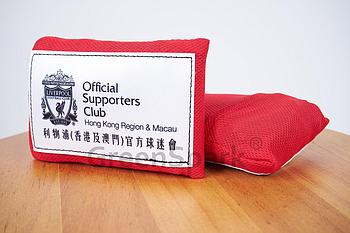 LIVERPOOL
Official
Supporters
Club
Hong Kong Region & Macau
利物浦(香港及澳門)官方球迷會
GreenSpark®